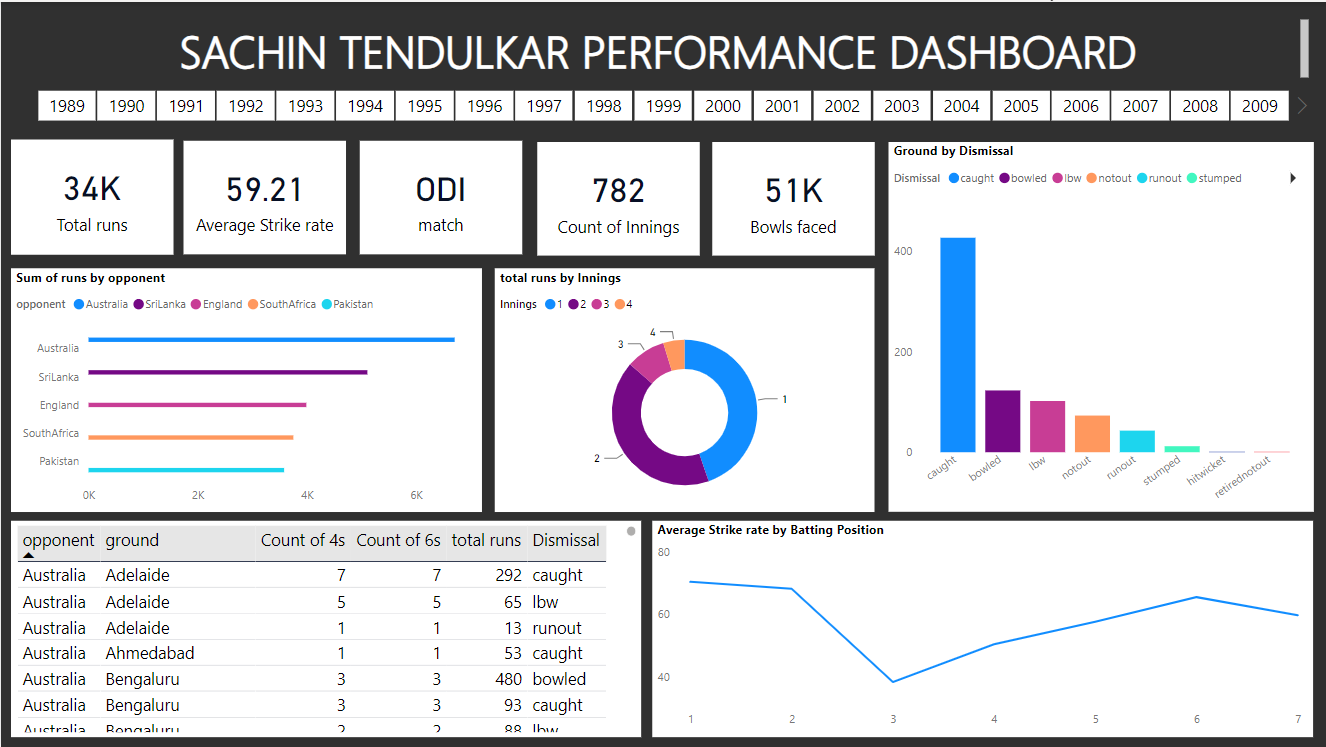 SACHIN TENDULKAR PERFORMANCE DASHBOARD
1989 1990 1991 1992 1993 1994 1995 1996 1997 1998 1999 2000 2001 2002 2003 2004 2005 2006 2007 2008 2009
34K
Total runs
59.21
Average Strike rate
ODI
match
782
Count of Innings
51K
Bowls faced
Ground by Dismissal
Dismissal caught bowled lbw notout runout stumped
400
200
0
caught bowled lbw notout runout stumped hitwicket retirednotout
Sum of runs by opponent
opponent Australia SriLanka England SouthAfrica Pakistan
Australia
SriLanka
England
SouthAfrica
Pakistan
0K 2K 4K 6K
total runs by Innings
Innings 1 2 3 4
4
3
1
2
opponent ground Count of 4s Count of 6s total runs Dismissal
Australia Adelaide 7 7 292 caught
Australia Adelaide 5 5 65 lbw
Australia Adelaide 1 1 13 runout
Australia Ahmedabad 1 1 53 caught
Australia Bengaluru 3 3 480 bowled
Australia Bengaluru 3 3 93 caught
Australia Bengaluru 2 2 88 lbw
Average Strike rate by Batting Position
80
60
40
1 2 3 4 5 6 7